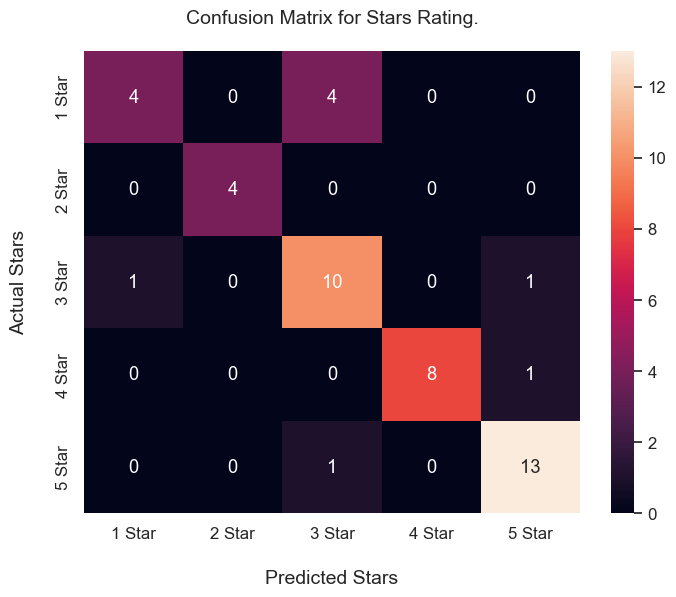 Confusion Matrix for Stars Rating.
Actual Stars
1 Star 4 0 4 0 0
2 Star 0 4 0 0 0
3 Star 1 0 10 0 1
4 Star 0 0 0 8 1
5 Star 0 0 1 0 13
1 Star 2 Star 3 Star 4 Star 5 Star
Predicted Stars
12
10
8
6
4
2
0